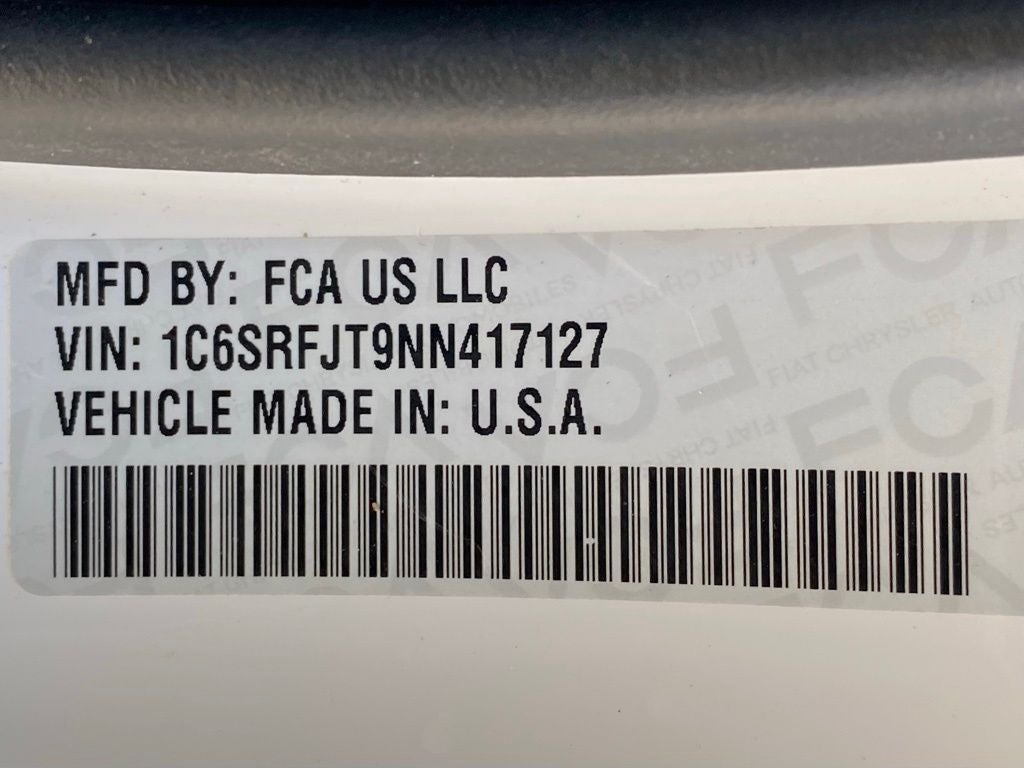 MFD BY: FCA US LLC
VIN: 1C6SRFJT9NN417127
VEHICLE MADE IN: U.S.A.